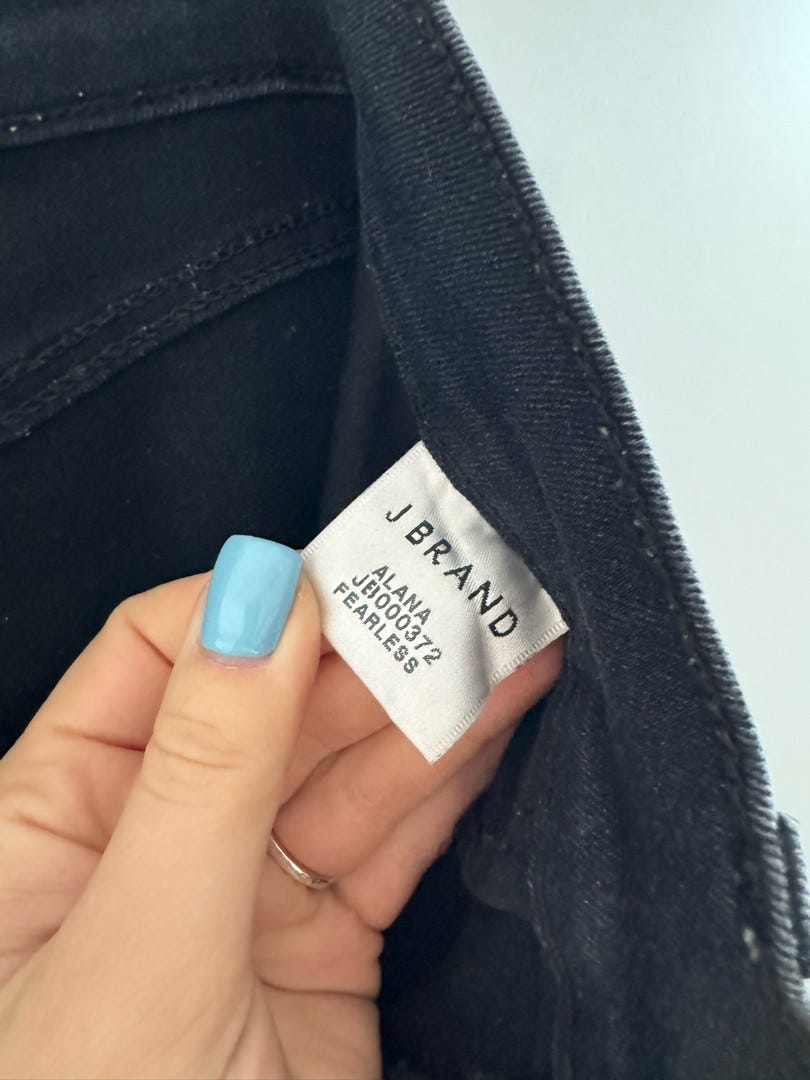 J BRAND
ALANA
JB000372
FEARLESS